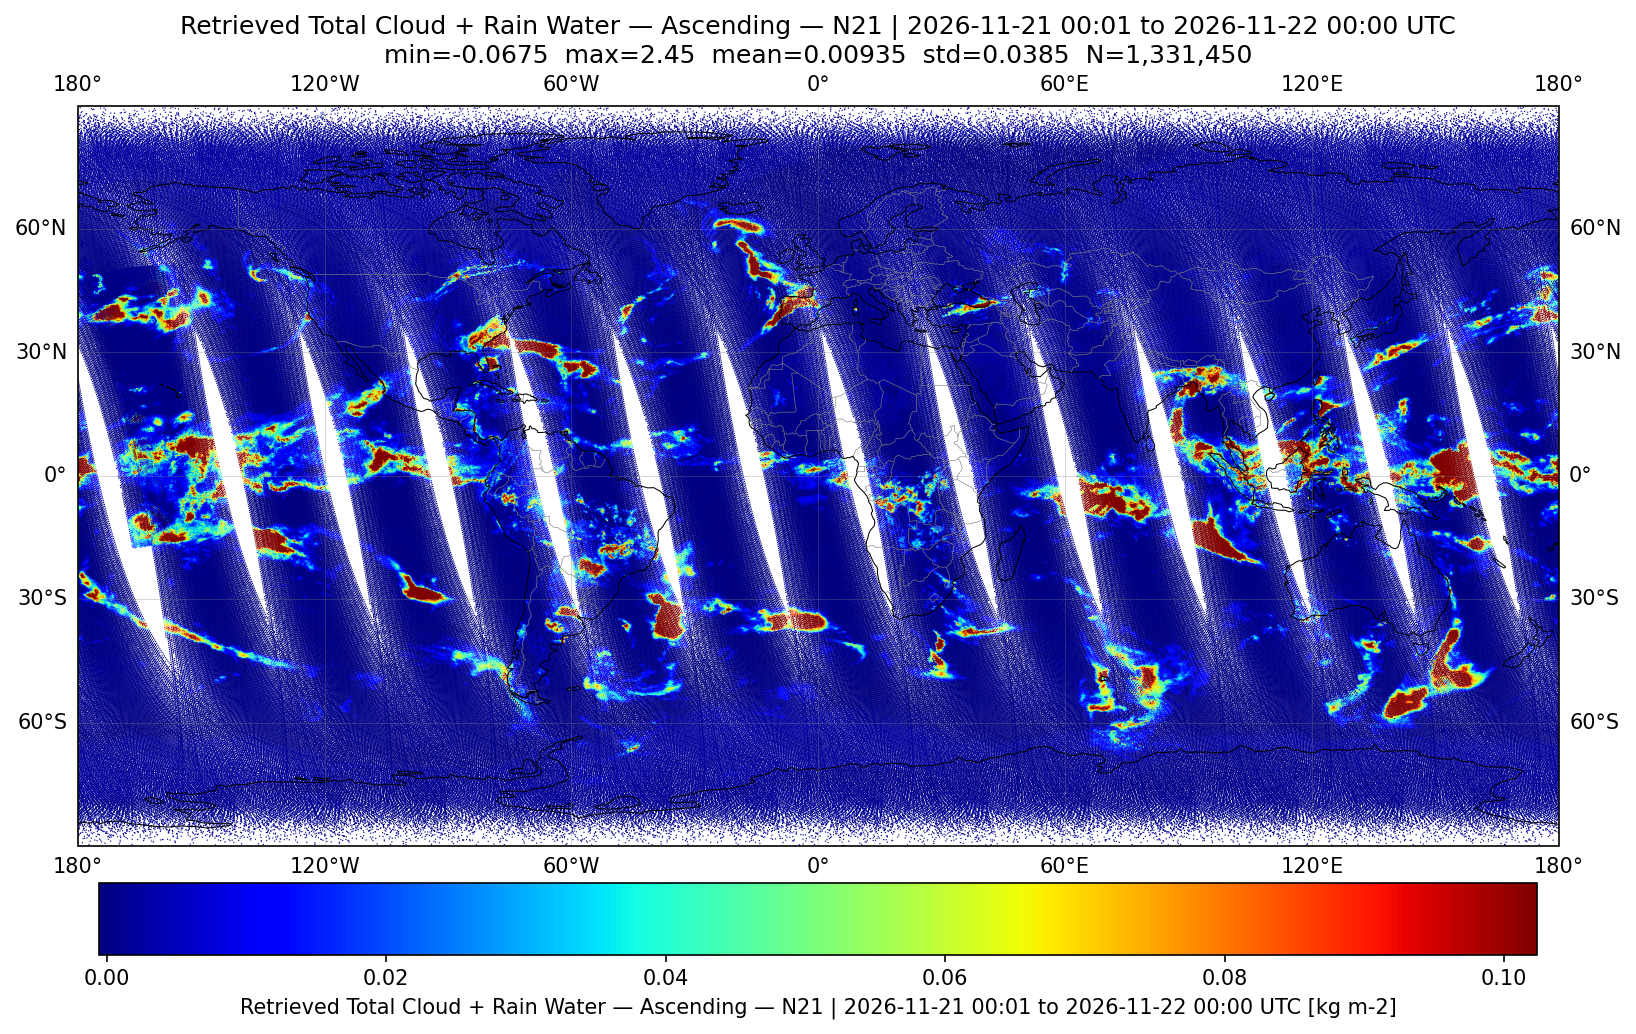 Retrieved Total Cloud + Rain Water — Ascending — N21 | 2026-11-21 00:01 to 2026-11-22 00:00 UTC
min=-0.0675  max=2.45  mean=0.00935  std=0.0385  N=1,331,450
180° 120°W 60°W 0° 60°E 120°E 180°
60°N 60°N
30°N 30°N
0° 0°
30°S 30°S
60°S 60°S
180° 120°W 60°W 0° 60°E 120°E 180°
0.00 0.02 0.04 0.06 0.08 0.10
Retrieved Total Cloud + Rain Water — Ascending — N21 | 2026-11-21 00:01 to 2026-11-22 00:00 UTC [kg m-2]